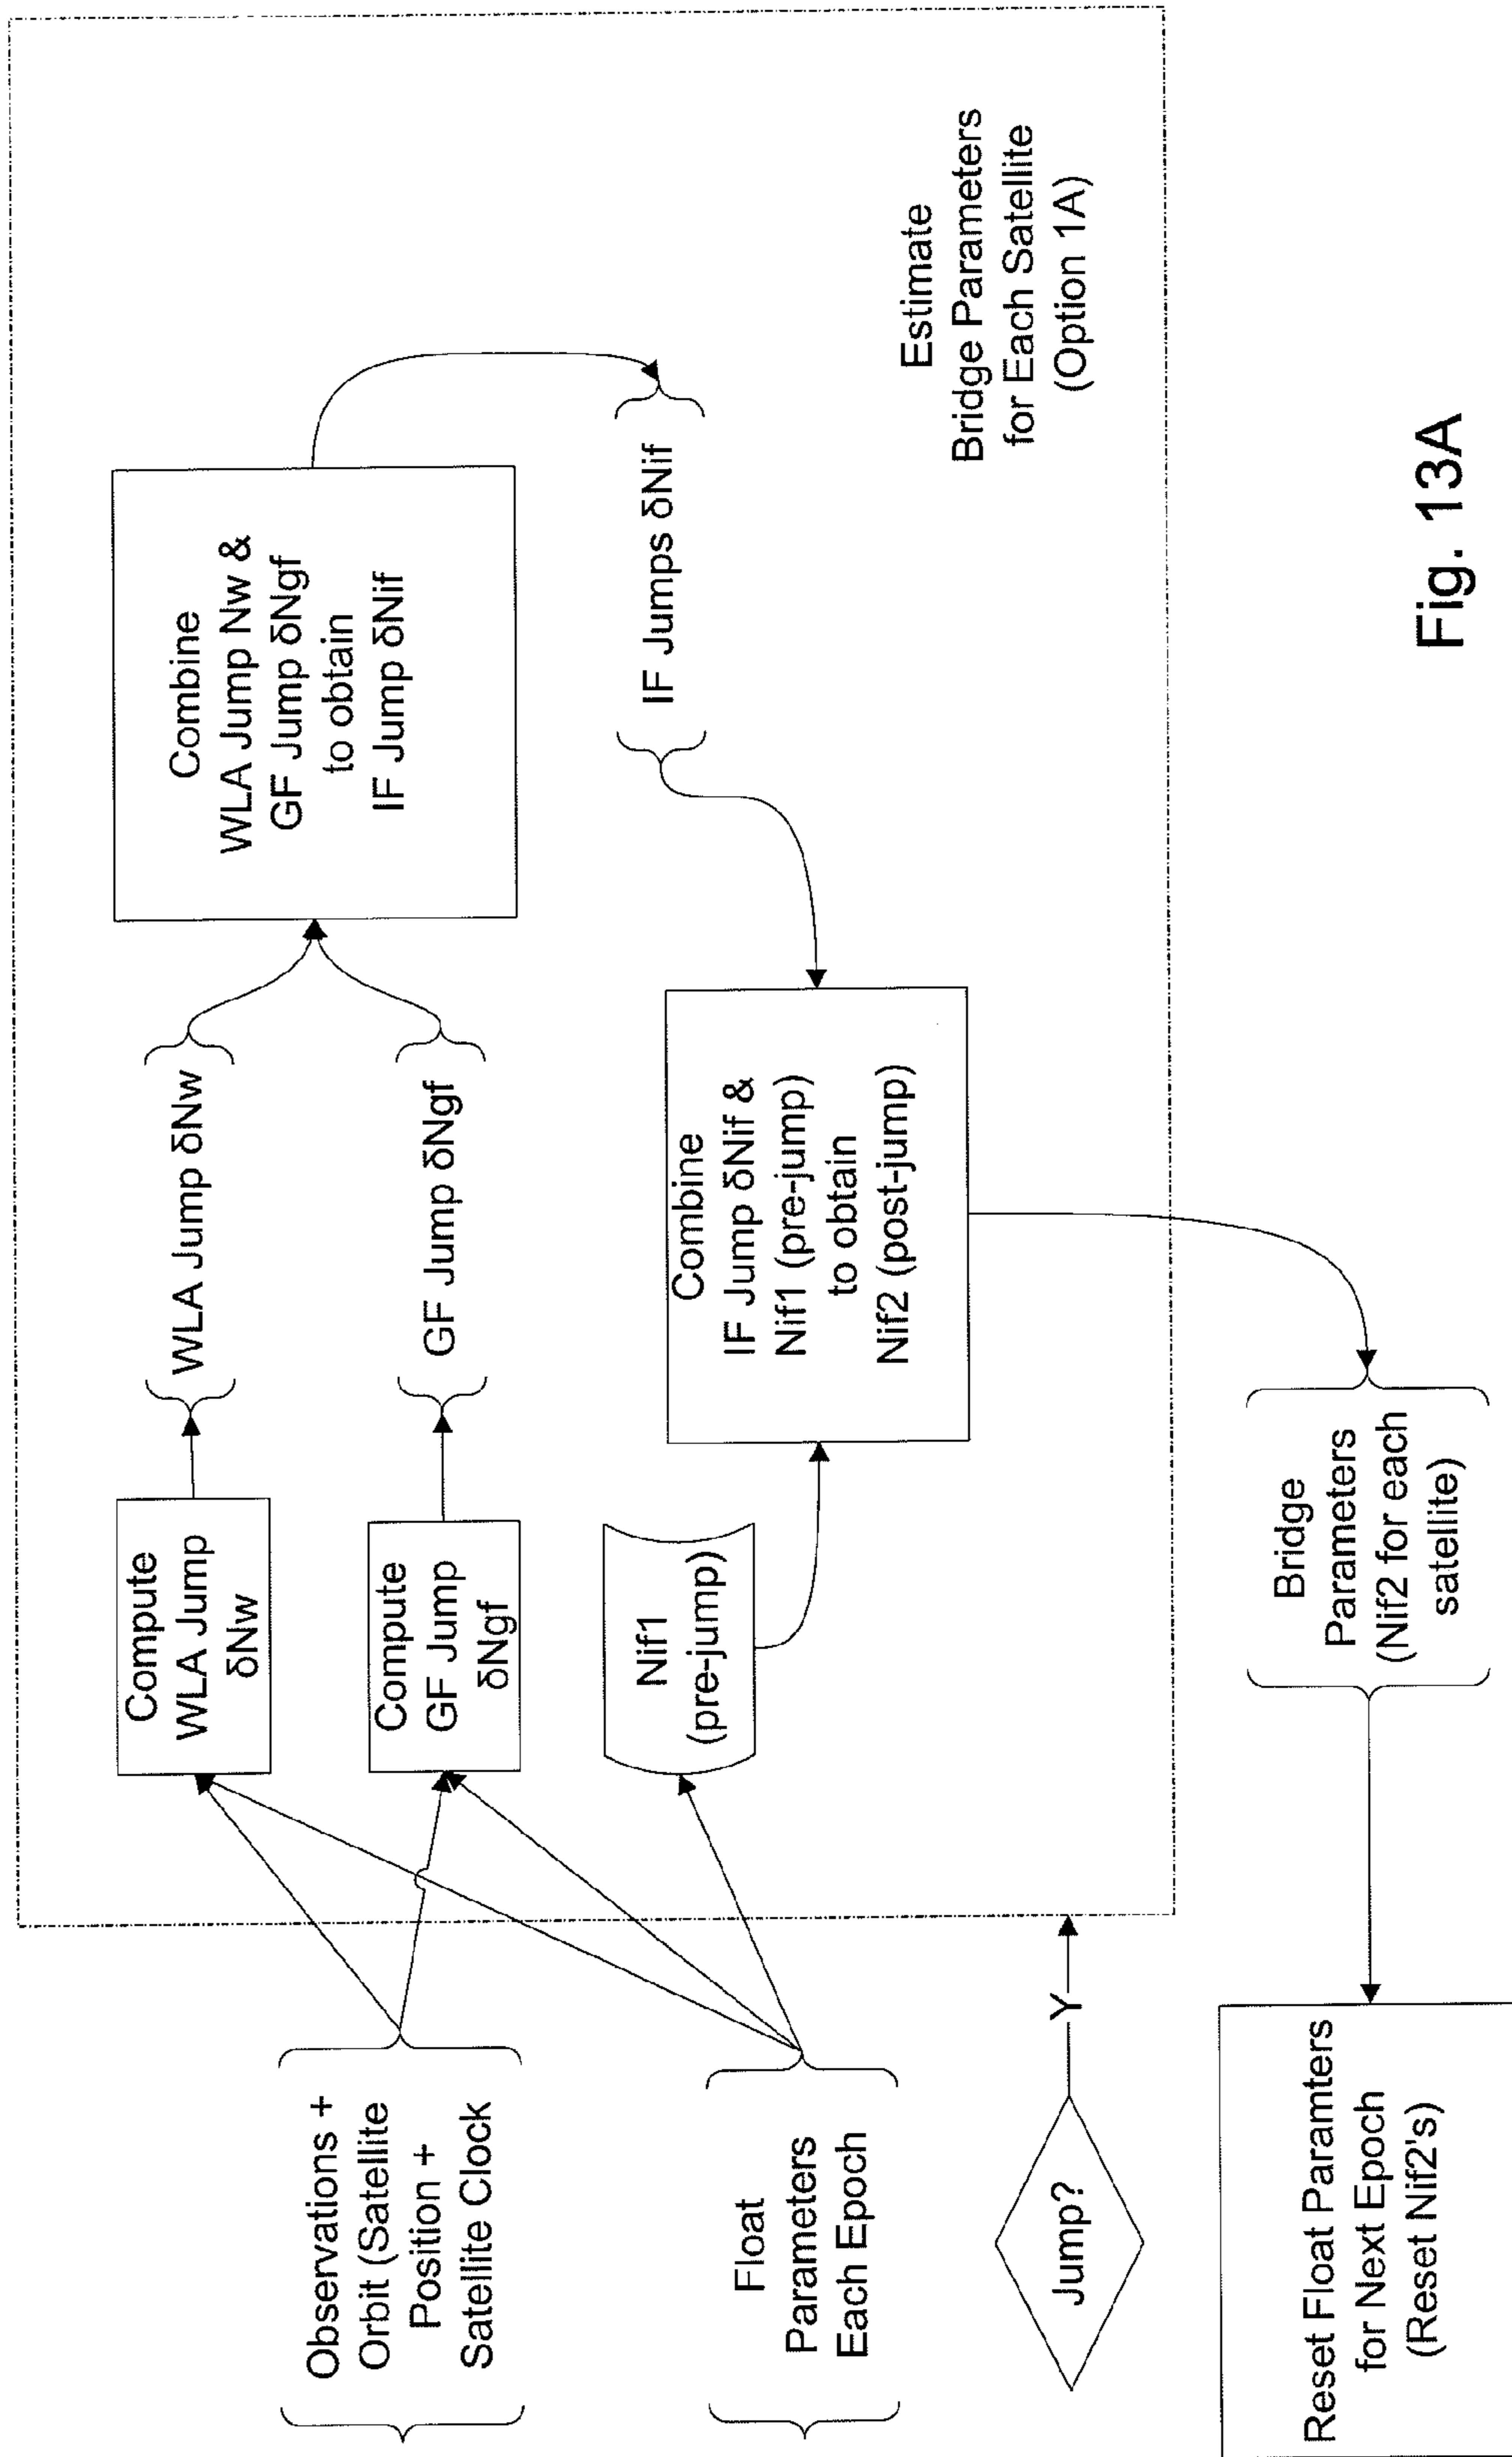 Observations +
Orbit (Satellite
Position +
Satellite Clock
Float
Parameters
Each Epoch
Jump?
Y
Compute
WLA Jump
δNw
WLA Jump δNw
Compute
GF Jump
δNgf
GF Jump δNgf
Combine
WLA Jump Nw &
GF Jump δNgf
to obtain
IF Jump δNif
IF Jumps δNif
Nif1
(pre-jump)
Combine
IF Jump δNif &
Nif1 (pre-jump)
to obtain
Nif2 (post-jump)
Estimate
Bridge Parameters
for Each Satellite
(Option 1A)
Bridge
Parameters
(Nif2 for each
satellite)
Reset Float Paramters
for Next Epoch
(Reset Nif2's)
Fig. 13A